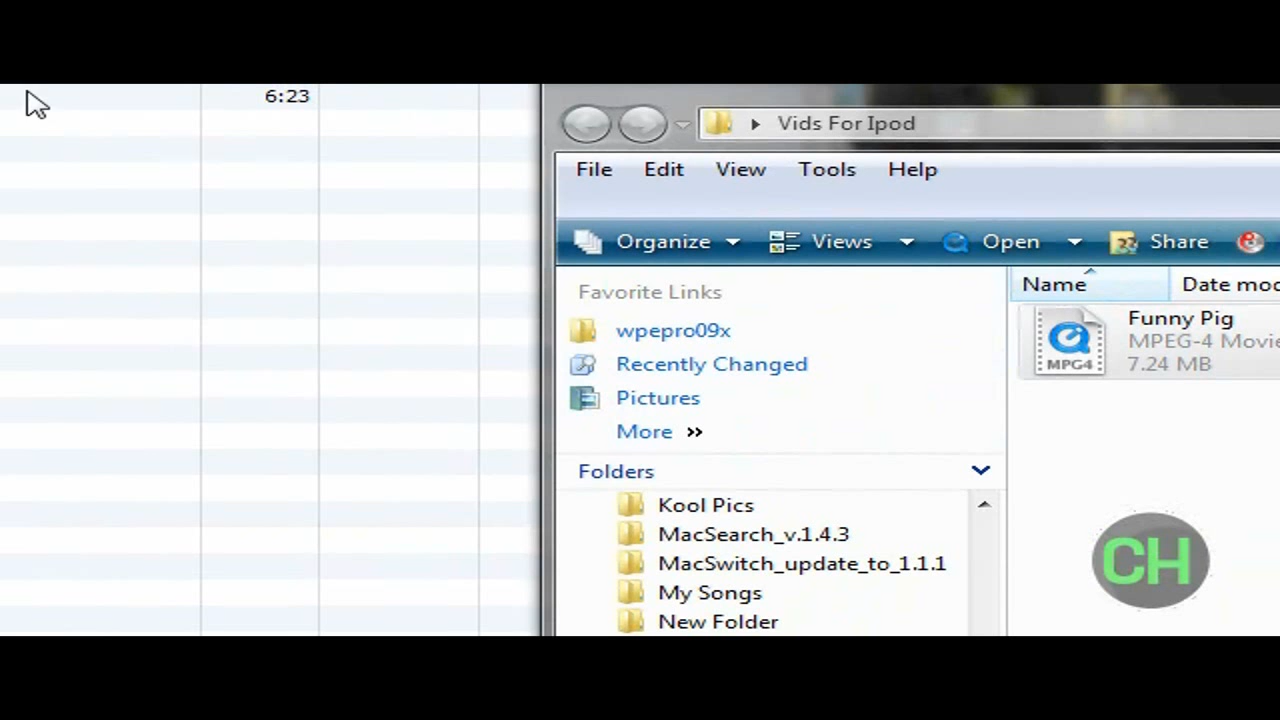 6:23
Vids For Ipod
File Edit View Tools Help
Organize Views Open Share
Name Date mod
Favorite Links
wpepro09x
Recently Changed
Pictures
More
Funny Pig
MPEG-4 Movie
7.24 MB
MPG4
Folders
Kool Pics
MacSearch_v.1.4.3
MacSwitch_update_to_1.1.1
My Songs
New Folder
CH